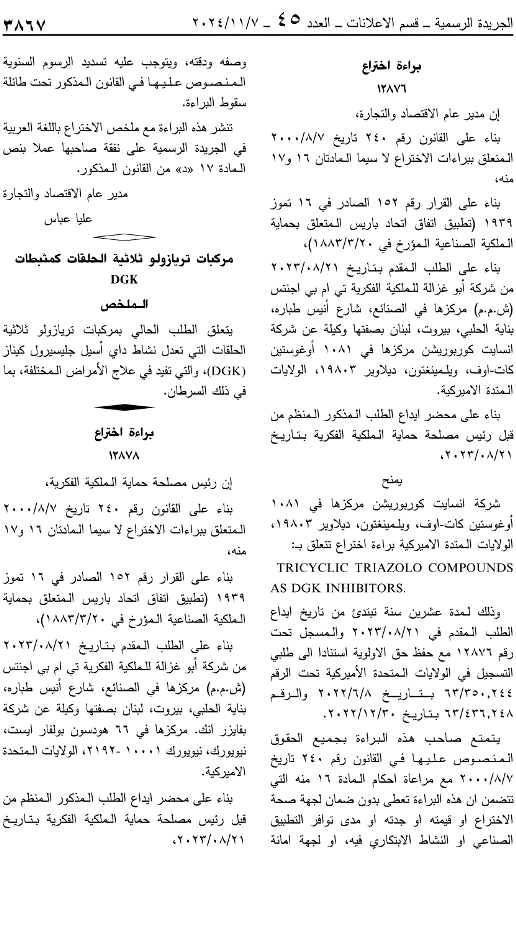 الجريدة الرسمية ـ قسم الاعلانات ـ العدد ٤٥ ـ ٢٠٢٤/١١/٧
٣٨٦٧
براءة اختراع
١٢٨٧٦
إن مدير عام الاقتصاد والتجارة،
بناء على القانون رقم ٢٤٠ تاريخ ٢٠٠٠/٨/٧
المتعلق ببراءات الاختراع لا سيما المادتان ١٦ و١٧
منه،
بناء على القرار رقم ١٥٢ الصادر في ١٦ تموز
١٩٣٩ (تطبيق اتفاق اتحاد باريس المتعلق بحماية
الملكية الصناعية المؤرخ في ١٨٨٣/٣/٢٠)،
بناء على الطلب المقدم بتاريخ ٢٠٢٣/٠٨/٢١
من شركة أبو غزالة للملكية الفكرية تي ام بي اجنتس
(ش.م.م) مركزها في الصنائع، شارع أنيس طباره،
بناية الحلبي، بيروت، لبنان بصفتها وكيلة عن شركة
انسايت كوربوريشن مركزها في ١٠٨١ أوغوستين
كات-اوف، ويلمينغتون، ديلاوير ١٩٨٠٣، الولايات
المتدة الاميركية.
بناء على محضر ايداع الطلب المذكور المنظم من
قبل رئيس مصلحة حماية الملكية الفكرية بتاريخ
٢٠٢٣/٠٨/٢١،
يمنح
شركة انسايت كوربوريشن مركزها في ١٠٨١
أوغوستين كات-اوف، ويلمينغتون، ديلاوير ١٩٨٠٣،
الولايات المتدة الاميركية براءة اختراع تتعلق بـ:
TRICYCLIC TRIAZOLO COMPOUNDS
AS DGK INHIBITORS.
وذلك لمدة عشرين سنة تبتدئ من تاريخ ايداع
الطلب المقدم في ٢٠٢٣/٠٨/٢١ والمسجل تحت
رقم ١٢٨٧٦ مع حفظ حق الاولوية استنادا الى طلبي
التسجيل في الولايات المتحدة الأميركية تحت الرقم
٦٣/٣٥٠,٢٤٤ بتاريخ ٢٠٢٢/٦/٨ والرقم
٦٣/٤٣٦,٢٤٨ بتاريخ ٢٠٢٢/١٢/٣٠.
يتمتع صاحب هذه البراءة بجميع الحقوق
المنصوص عليها في القانون رقم ٢٤٠ تاريخ
٢٠٠٠/٨/٧ مع مراعاة أحكام المادة ١٦ منه التي
تتضمن ان هذه البراءة تعطى بدون ضمان لجهة صحة
الاختراع او قيمته او جدته او مدى توافر التطبيق
الصناعي او النشاط الابتكاري فيه، او لجهة امانة
وصفه ودقته، ويتوجب عليه تسديد الرسوم السنوية
المنصوص عليها في القانون المذكور تحت طائلة
سقوط البراءة.
تنشر هذه البراءة مع ملخص الاختراع باللغة العربية
في الجريدة الرسمية على نفقة صاحبها عملا بنص
المادة ١٧ «د» من القانون المذكور.
مدير عام الاقتصاد والتجارة
عليا عباس
مركبات تريازولو ثلاثية الحلقات كمثبطات
DGK
الملخص
يتعلق الطلب الحالي بمركبات تريازولو ثلاثية
الحلقات التي تعدل نشاط داي أسيل جليسيرول كيناز
(DGK)، والتي تفيد في علاج الأمراض المختلفة، بما
في ذلك السرطان.
براءة اختراع
١٢٨٧٨
إن رئيس مصلحة حماية الملكية الفكرية،
بناء على القانون رقم ٢٤٠ تاريخ ٢٠٠٠/٨/٧
المتعلق ببراءات الاختراع لا سيما المادتان ١٦ و١٧
منه،
بناء على القرار رقم ١٥٢ الصادر في ١٦ تموز
١٩٣٩ (تطبيق اتفاق اتحاد باريس المتعلق بحماية
الملكية الصناعية المؤرخ في ١٨٨٣/٣/٢٠)،
بناء على الطلب المقدم بتاريخ ٢٠٢٣/٠٨/٢١
من شركة أبو غزالة للملكية الفكرية تي ام بي اجنتس
(ش.م.م) مركزها في الصنائع، شارع أنيس طباره،
بناية الحلبي، بيروت، لبنان بصفتها وكيلة عن شركة
فايزر انك. مركزها في ٦٦ هودسون بولفار ايست،
نيويورك، نيويورك ١٠٠٠١-٢١٩٢، الولايات المتحدة
الاميركية.
بناء على محضر ايداع الطلب المذكور المنظم من
قبل رئيس مصلحة حماية الملكية الفكرية بتاريخ
٢٠٢٣/٠٨/٢١،